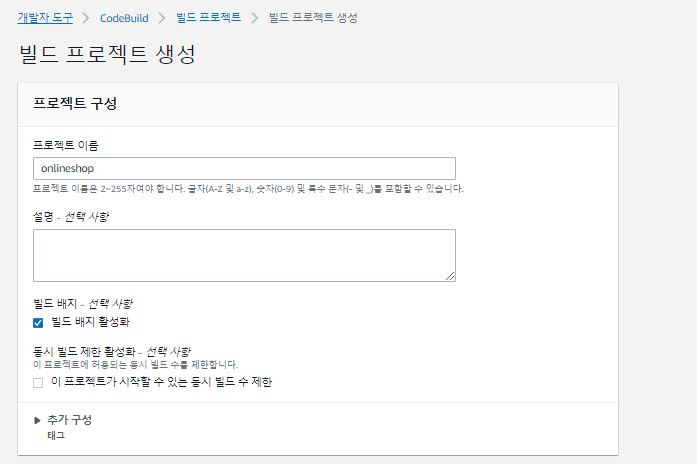 개발자 도구 > CodeBuild > 빌드 프로젝트 > 빌드 프로젝트 생성
빌드 프로젝트 생성
프로젝트 구성
프로젝트 이름
onlineshop
프로젝트 이름은 2~255자여야 합니다. 글자(A-Z 및 a-z), 숫자(0-9) 및 특수 문자(- 및 _)를 포함할 수 있습니다.
설명 - 선택 사항
빌드 배지 - 선택 사항
빌드 배지 활성화
동시 빌드 제한 활성화 - 선택 사항
이 프로젝트에 허용되는 동시 빌드 수를 제한합니다.
이 프로젝트가 시작할 수 있는 동시 빌드 수 제한
추가 구성
태그